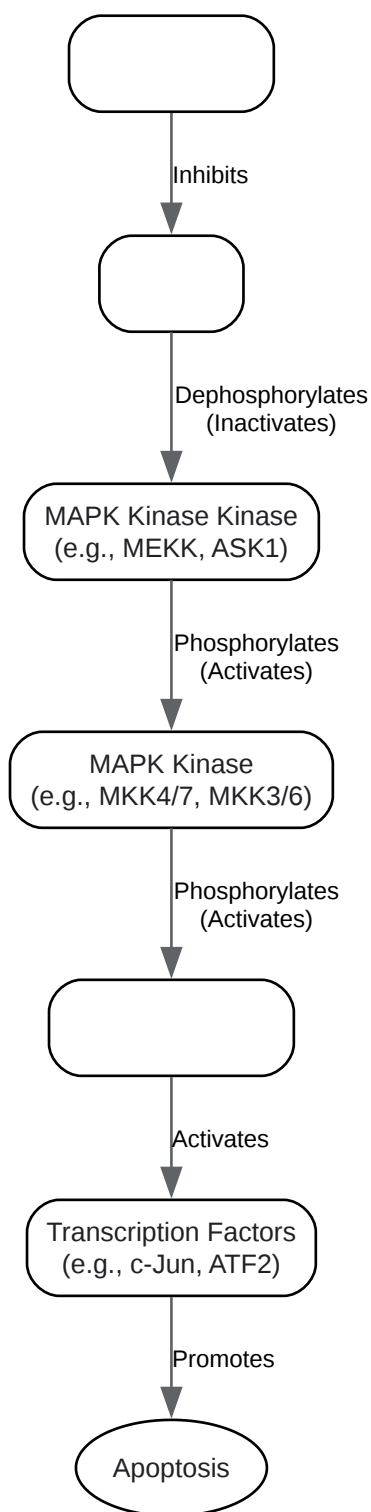 Inhibits
Dephosphorylates
(Inactivates)
MAPK Kinase Kinase
(e.g., MEKK, ASK1)
Phosphorylates
(Activates)
MAPK Kinase
(e.g., MKK4/7, MKK3/6)
Phosphorylates
(Activates)
Activates
Transcription Factors
(e.g., c-Jun, ATF2)
Promotes
Apoptosis